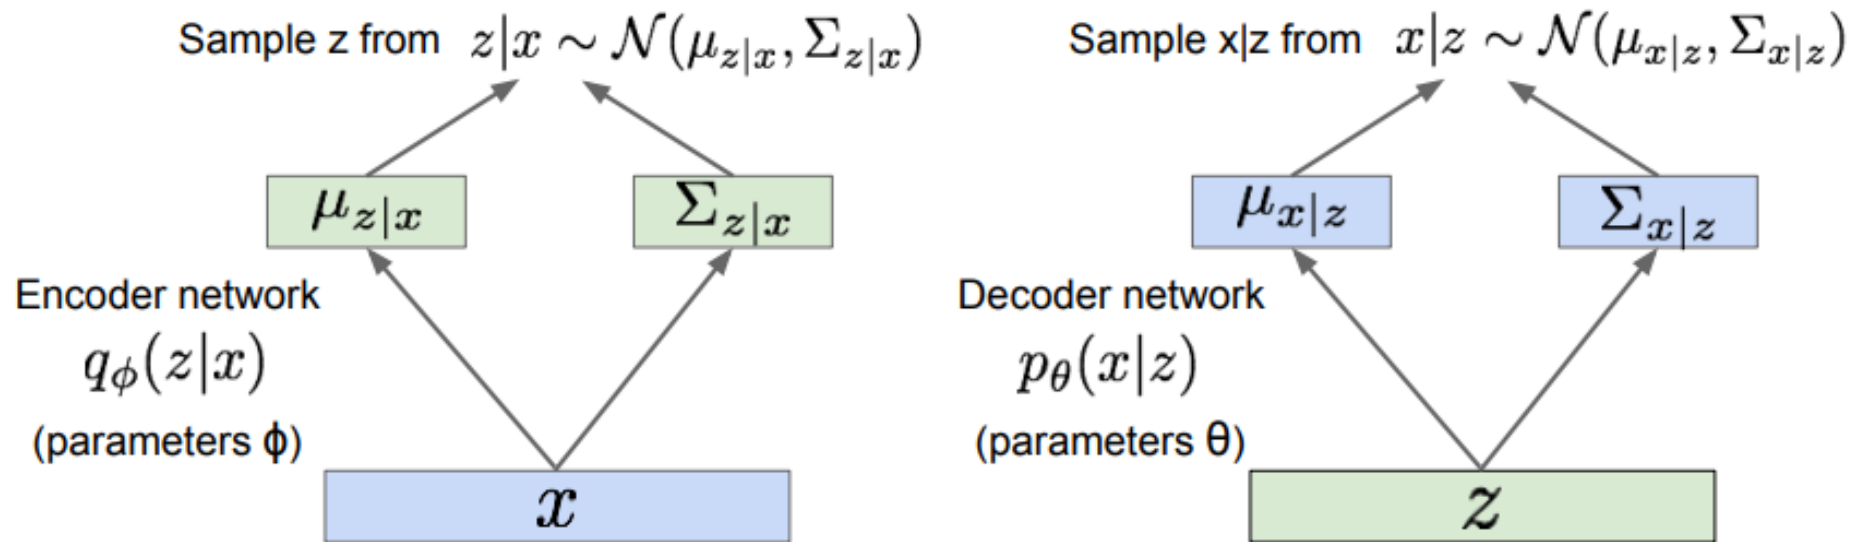 Sample z from z|x ∼ 𝒩(μ_{z|x}, Σ_{z|x})
μ_{z|x}
Σ_{z|x}
Encoder network
q_ϕ(z|x)
(parameters ϕ)
x
Sample x|z from x|z ∼ 𝒩(μ_{x|z}, Σ_{x|z})
μ_{x|z}
Σ_{x|z}
Decoder network
p_θ(x|z)
(parameters θ)
z